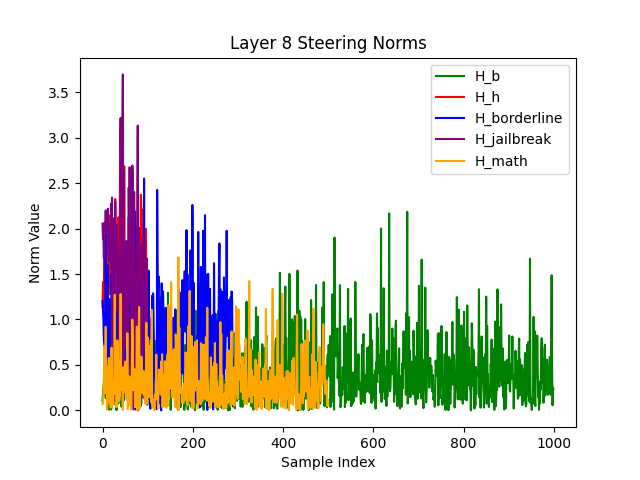 Layer 8 Steering Norms
H_b
H_h
H_borderline
H_jailbreak
H_math
Norm Value
3.5
3.0
2.5
2.0
1.5
1.0
0.5
0.0
0 200 400 600 800 1000
Sample Index